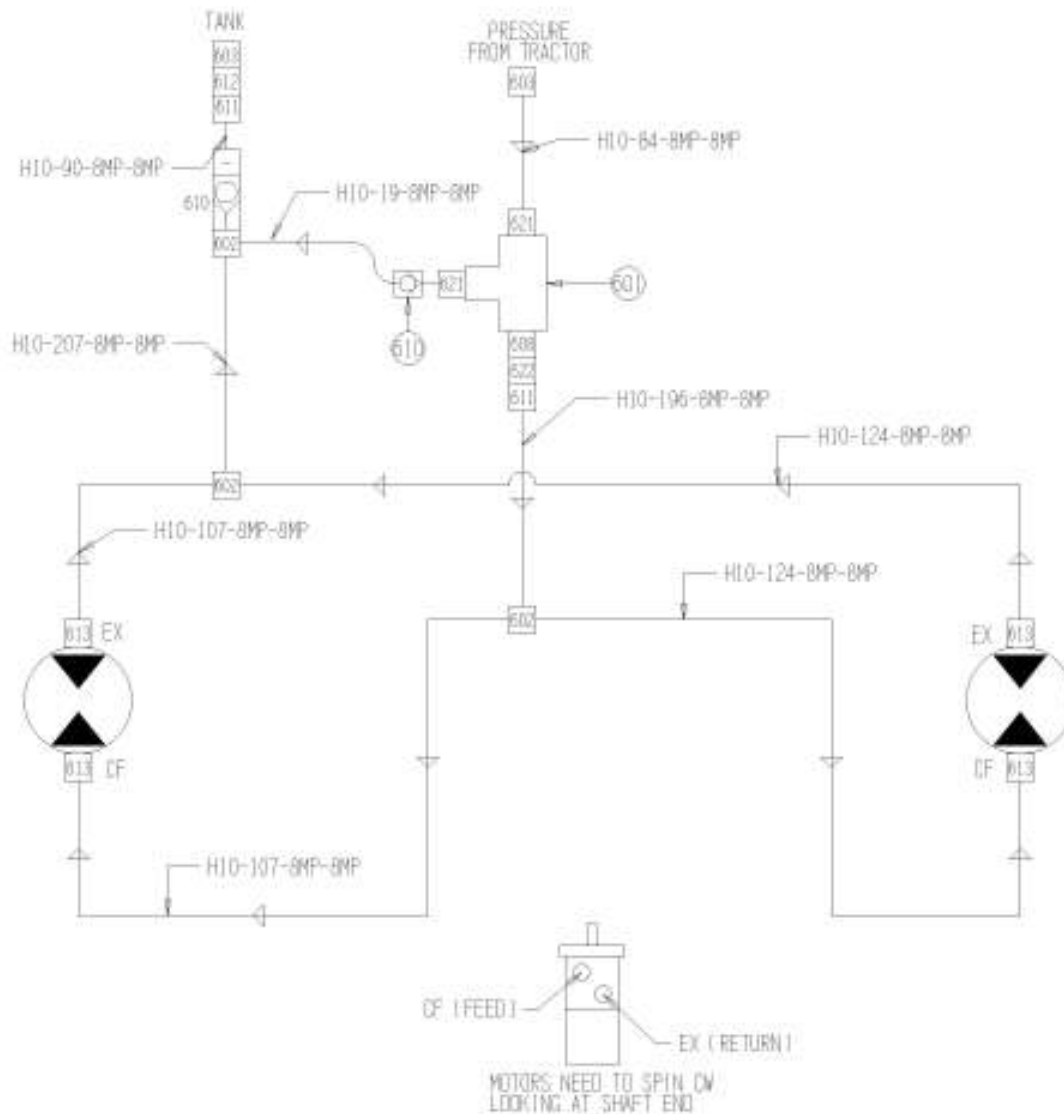 TANK
603
612
611
PRESSURE
FROM TRACTOR
603
H10-90-8MP-8MP
H10-84-8MP-8MP
610
H10-19-8MP-8MP
621
602
621
601
610
H10-207-8MP-8MP
608
622
611
H10-196-8MP-8MP
H10-124-8MP-8MP
602
H10-107-8MP-8MP
H10-124-8MP-8MP
602
613 EX
EX 613
613 CF
CF 613
H10-107-8MP-8MP
CF (FEED)
EX (RETURN)
MOTORS NEED TO SPIN CW
LOOKING AT SHAFT END